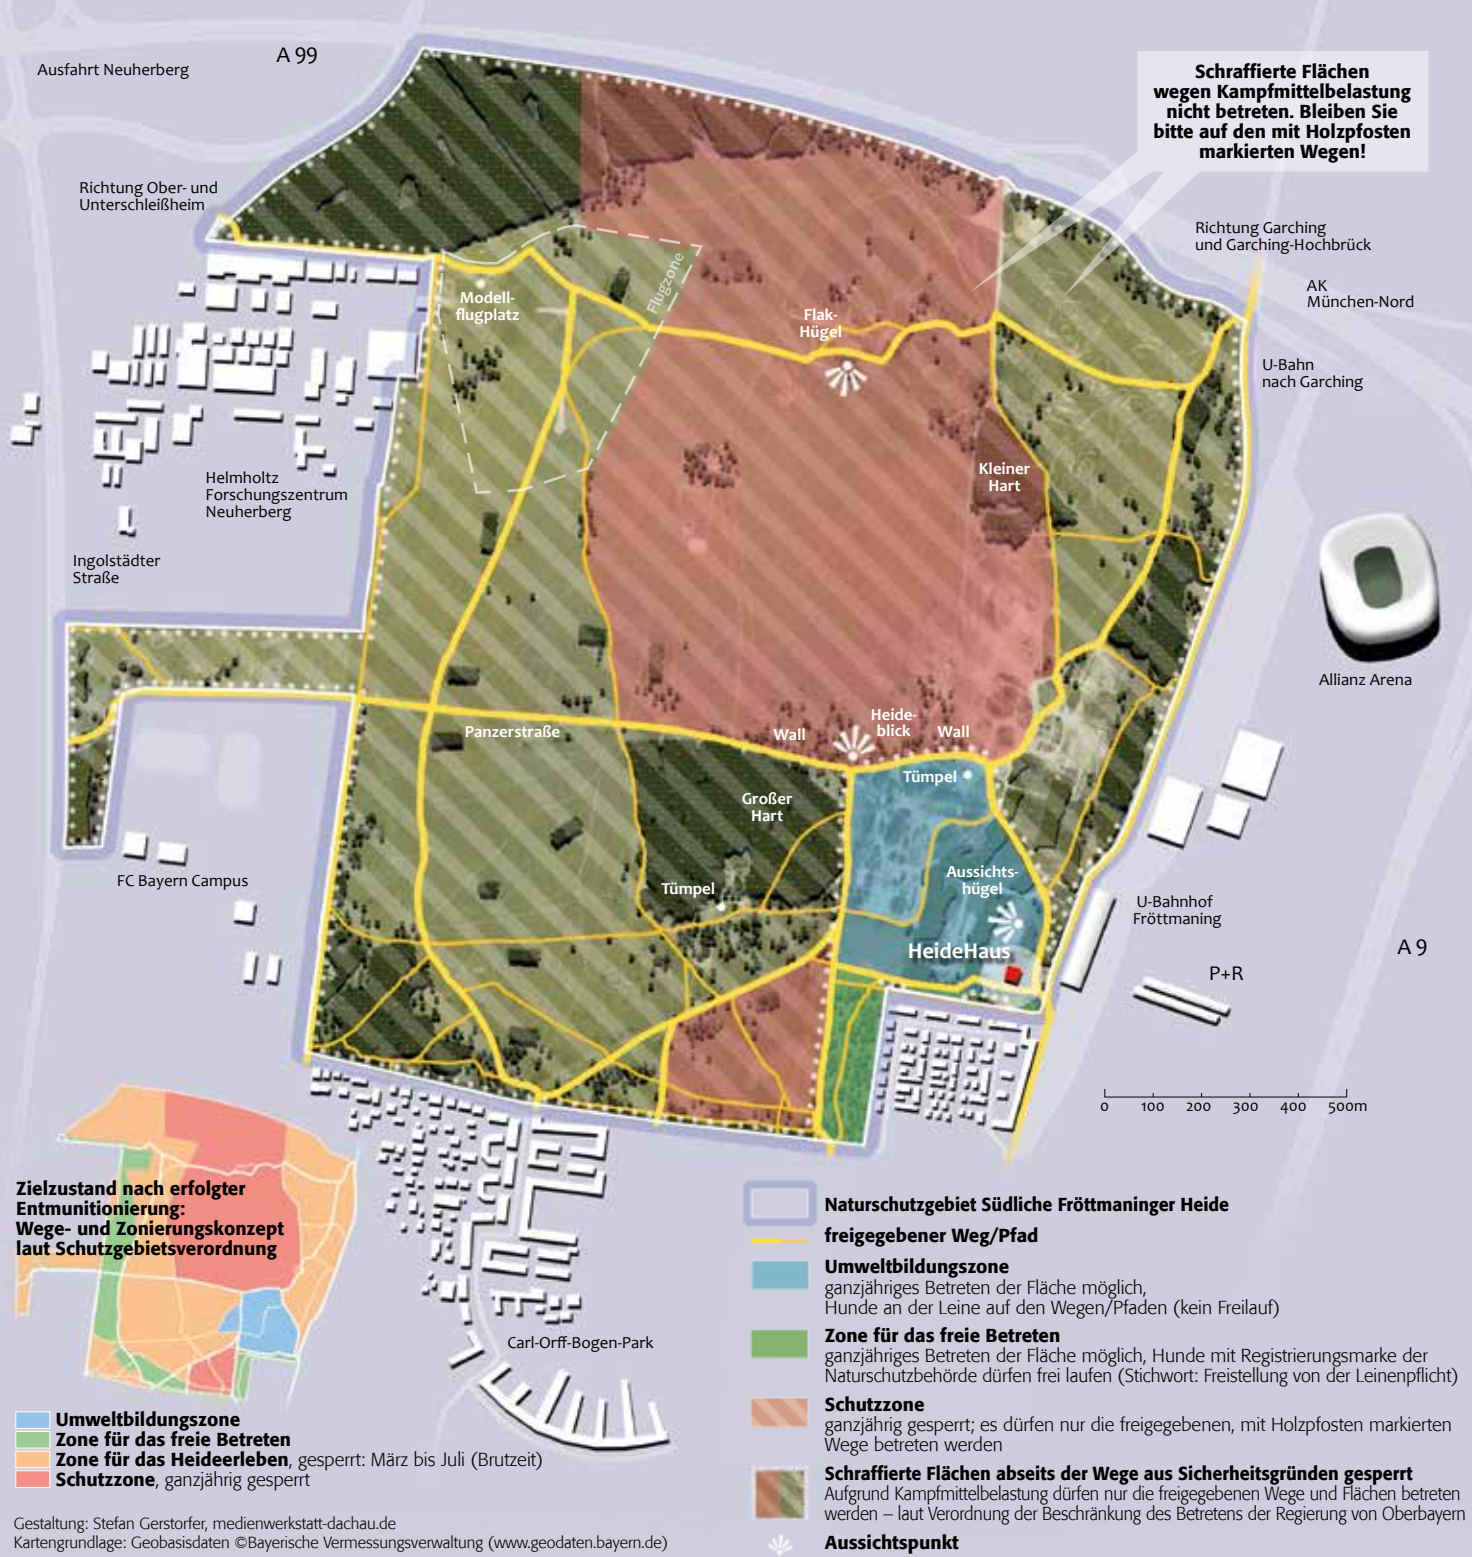 A 99
Ausfahrt Neuherberg
Schraffierte Flächen
wegen Kampfmittelbelastung
nicht betreten. Bleiben Sie
bitte auf den mit Holzpfosten
markierten Wegen!
Richtung Ober- und
Unterschleißheim
Richtung Garching
und Garching-Hochbrück
AK
München-Nord
Flugzone
Modell-
flugplatz
Flak-
Hügel
U-Bahn
nach Garching
Kleiner
Hart
Helmholtz
Forschungszentrum
Neuherberg
Ingolstädter
Straße
Allianz Arena
Panzerstraße
Wall
Heide-
blick
Wall
Tümpel
Großer
Hart
FC Bayern Campus
Tümpel
Aussichts-
hügel
U-Bahnhof
Fröttmaning
HeideHaus
A 9
P+R
0 100 200 300 400 500m
Zielzustand nach erfolgter
Entmunitionierung:
Wege- und Zonierungskonzept
laut Schutzgebietsverordnung
Carl-Orff-Bogen-Park
Umweltbildungszone
Zone für das freie Betreten
Zone für das Heideerleben, gesperrt: März bis Juli (Brutzeit)
Schutzzone, ganzjährig gesperrt
Gestaltung: Stefan Gerstorfer, medienwerkstatt-dachau.de
Kartengrundlage: Geobasisdaten ©Bayerische Vermessungsverwaltung (www.geodaten.bayern.de)
Naturschutzgebiet Südliche Fröttmaninger Heide
freigegebener Weg/Pfad
Umweltbildungszone
ganzjähriges Betreten der Fläche möglich,
Hunde an der Leine auf den Wegen/Pfaden (kein Freilauf)
Zone für das freie Betreten
ganzjähriges Betreten der Fläche möglich, Hunde mit Registrierungsmarke der
Naturschutzbehörde dürfen frei laufen (Stichwort: Freistellung von der Leinenpflicht)
Schutzzone
ganzjährig gesperrt; es dürfen nur die freigegebenen, mit Holzpfosten markierten
Wege betreten werden
Schraffierte Flächen abseits der Wege aus Sicherheitsgründen gesperrt
Aufgrund Kampfmittelbelastung dürfen nur die freigegebenen Wege und Flächen betreten
werden – laut Verordnung der Beschränkung des Betretens der Regierung von Oberbayern
Aussichtspunkt